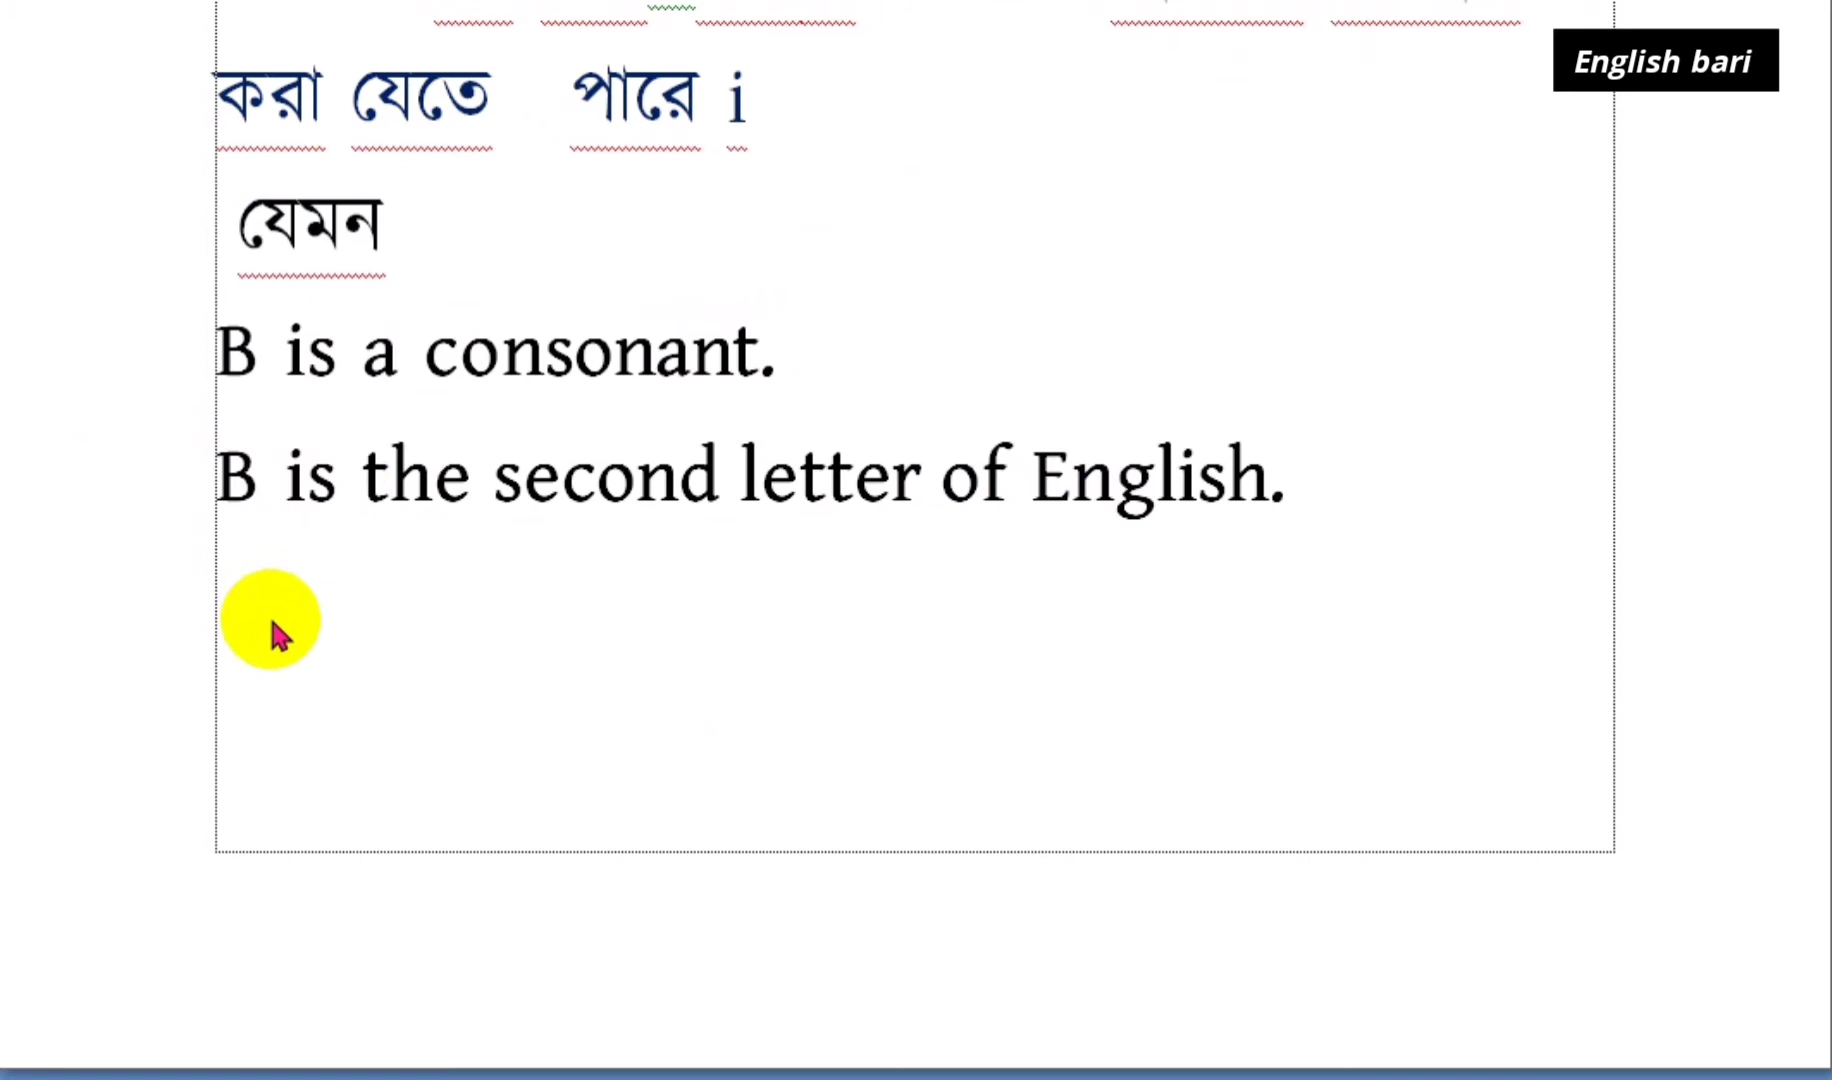 English bari
করা যেতে পারে i
যেমন
B is a consonant.
B is the second letter of English.